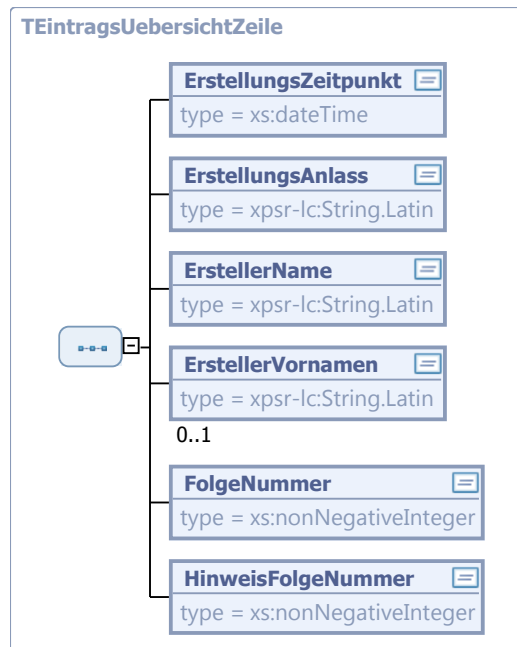 TEintragsUebersichtZeile
ErstellungsZeitpunkt
type = xs:dateTime
ErstellungsAnlass
type = xpsr-lc:String.Latin
ErstellerName
type = xpsr-lc:String.Latin
ErstellerVornamen
type = xpsr-lc:String.Latin
0..1
FolgeNummer
type = xs:nonNegativeInteger
HinweisFolgeNummer
type = xs:nonNegativeInteger